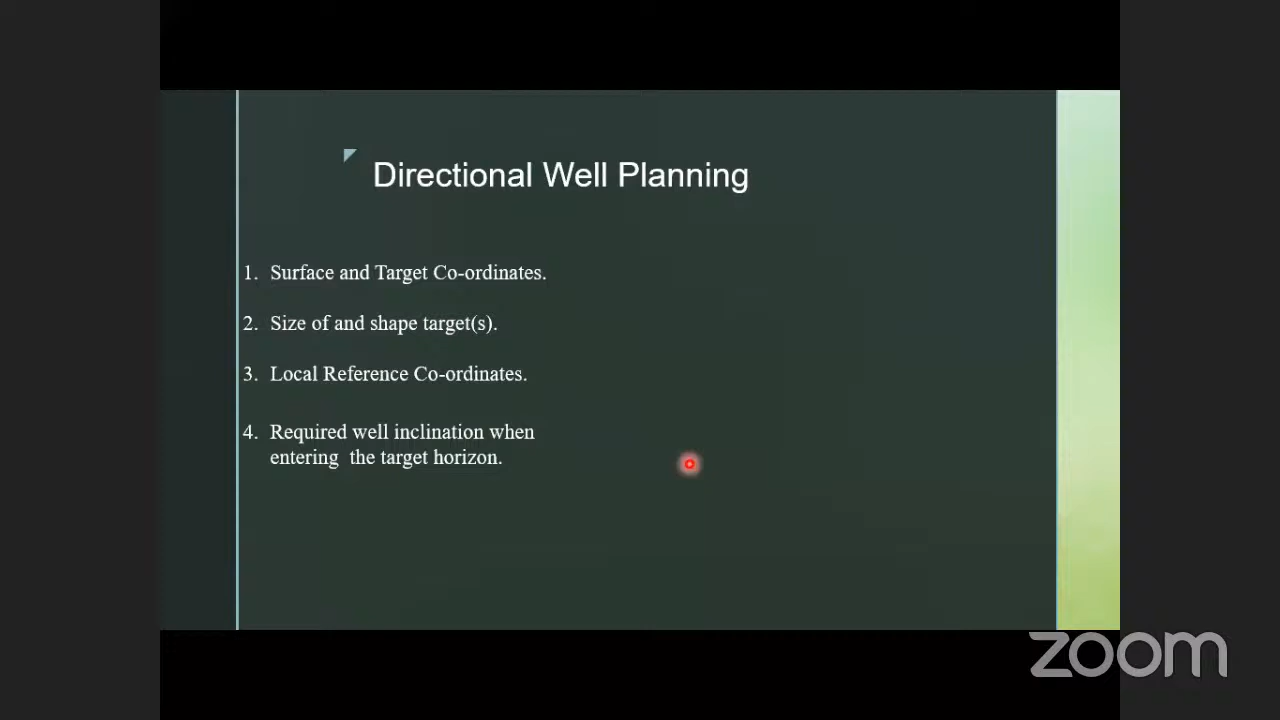 Directional Well Planning
1. Surface and Target Co-ordinates.
2. Size of and shape target(s).
3. Local Reference Co-ordinates.
4. Required well inclination when
entering the target horizon.
zoom